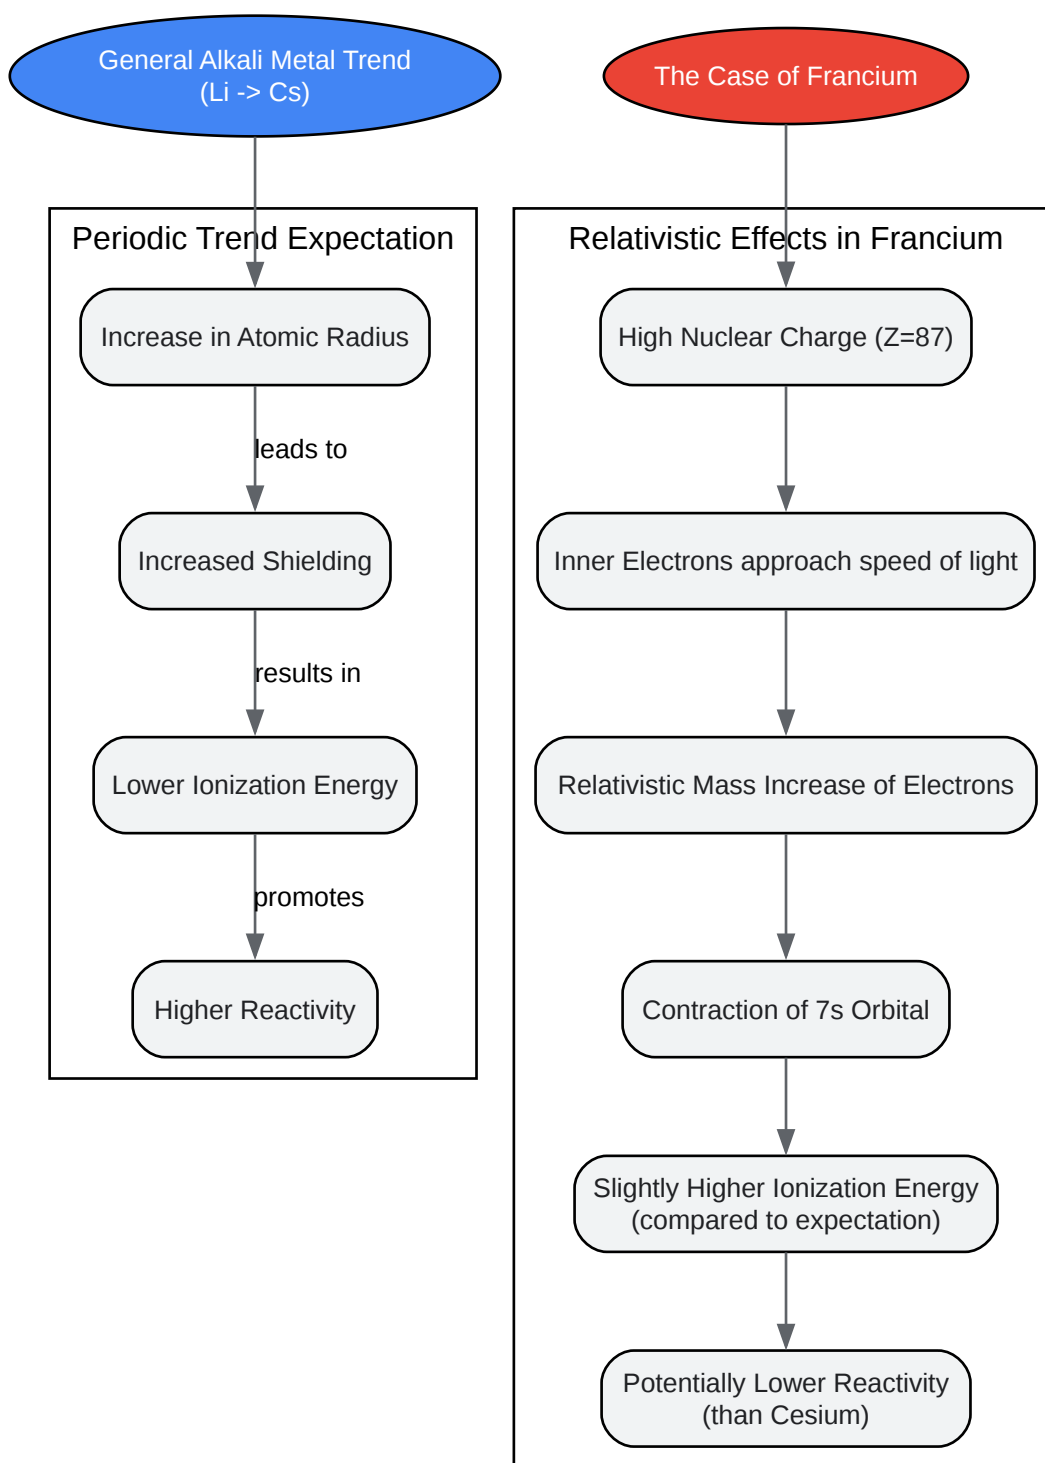 General Alkali Metal Trend
(Li -> Cs)
Periodic Trend Expectation
Increase in Atomic Radius
leads to
Increased Shielding
results in
Lower Ionization Energy
promotes
Higher Reactivity
The Case of Francium
Relativistic Effects in Francium
High Nuclear Charge (Z=87)
Inner Electrons approach speed of light
Relativistic Mass Increase of Electrons
Contraction of 7s Orbital
Slightly Higher Ionization Energy
(compared to expectation)
Potentially Lower Reactivity
(than Cesium)